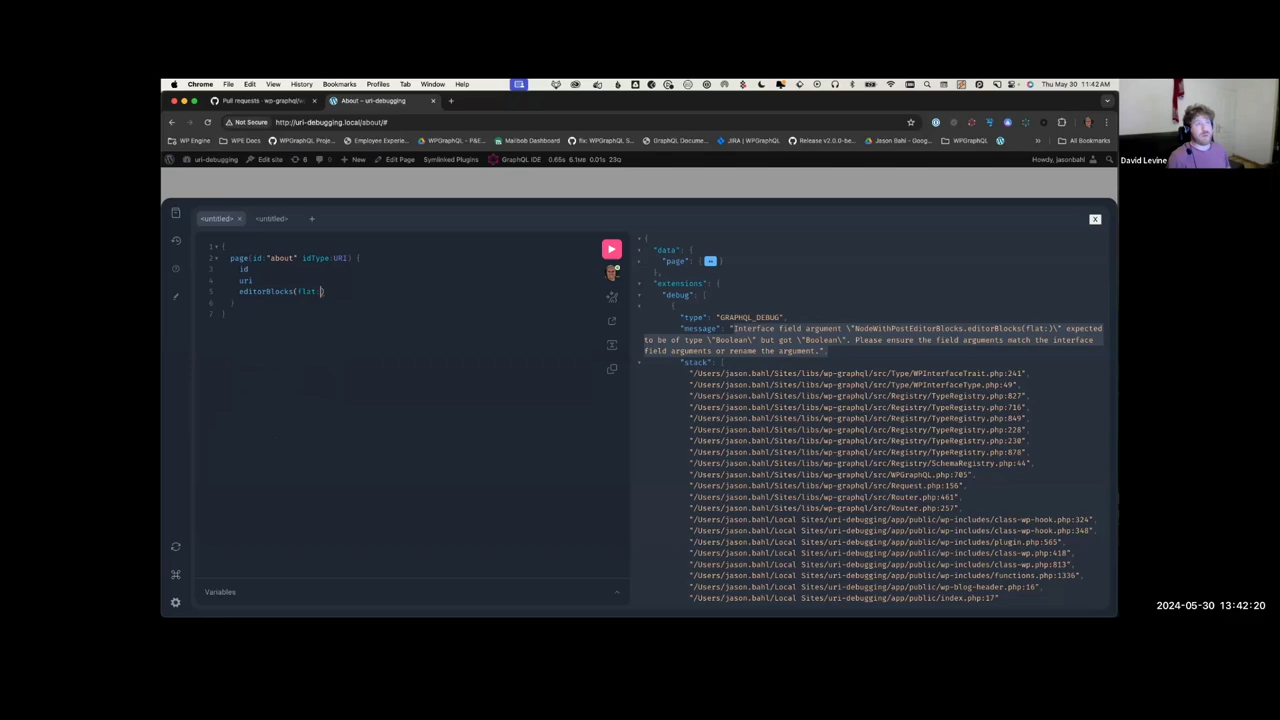 Chrome File Edit View History Bookmarks Profiles Tab Window Help Thu May 30 11:42 AM
Pull requests · wp-graphql/w About – uri-debugging
Not Secure http://uri-debugging.local/about/#
WP Engine WPE Docs WPGraphQL Proje... Employee Experie... WPGraphQL - P&E... Mailbob Dashboard fix: WPGraphQL S... GraphQL Docume... JIRA | WPGraphQL Release v2.0.0-be... Jason Bahl - Goog... WPGraphQL » All Bookmarks
uri-debugging Edit site 6 0 New Edit Page Symlinked Plugins GraphQL IDE 0.65s 6.1MB 0.01s 23Q Howdy, jasonbahl
David Levine
<untitled> × <untitled> +
X
1 {
2 page(id:"about" idType:URI) {
3 id
4 uri
5 editorBlocks(flat:)
6 }
7 }
Variables
{
"data": {
"page": { }
},
"extensions": {
"debug": [
{
"type": "GRAPHQL_DEBUG",
"message": "Interface field argument \"NodeWithPostEditorBlocks.editorBlocks(flat:)\" expected
to be of type \"Boolean\" but got \"Boolean\". Please ensure the field arguments match the interface
field arguments or rename the argument.",
"stack": [
"/Users/jason.bahl/Sites/libs/wp-graphql/src/Type/WPInterfaceTrait.php:241",
"/Users/jason.bahl/Sites/libs/wp-graphql/src/Type/WPInterfaceType.php:49",
"/Users/jason.bahl/Sites/libs/wp-graphql/src/Registry/TypeRegistry.php:827",
"/Users/jason.bahl/Sites/libs/wp-graphql/src/Registry/TypeRegistry.php:716",
"/Users/jason.bahl/Sites/libs/wp-graphql/src/Registry/TypeRegistry.php:849",
"/Users/jason.bahl/Sites/libs/wp-graphql/src/Registry/TypeRegistry.php:228",
"/Users/jason.bahl/Sites/libs/wp-graphql/src/Registry/TypeRegistry.php:230",
"/Users/jason.bahl/Sites/libs/wp-graphql/src/Registry/TypeRegistry.php:878",
"/Users/jason.bahl/Sites/libs/wp-graphql/src/Registry/SchemaRegistry.php:44",
"/Users/jason.bahl/Sites/libs/wp-graphql/src/WPGraphQL.php:705",
"/Users/jason.bahl/Sites/libs/wp-graphql/src/Request.php:156",
"/Users/jason.bahl/Sites/libs/wp-graphql/src/Router.php:461",
"/Users/jason.bahl/Sites/libs/wp-graphql/src/Router.php:257",
"/Users/jason.bahl/Local Sites/uri-debugging/app/public/wp-includes/class-wp-hook.php:324",
"/Users/jason.bahl/Local Sites/uri-debugging/app/public/wp-includes/class-wp-hook.php:348",
"/Users/jason.bahl/Local Sites/uri-debugging/app/public/wp-includes/plugin.php:565",
"/Users/jason.bahl/Local Sites/uri-debugging/app/public/wp-includes/class-wp.php:418",
"/Users/jason.bahl/Local Sites/uri-debugging/app/public/wp-includes/class-wp.php:813",
"/Users/jason.bahl/Local Sites/uri-debugging/app/public/wp-includes/functions.php:1336",
"/Users/jason.bahl/Local Sites/uri-debugging/app/public/wp-blog-header.php:16",
"/Users/jason.bahl/Local Sites/uri-debugging/app/public/index.php:17"
2024-05-30 13:42:20